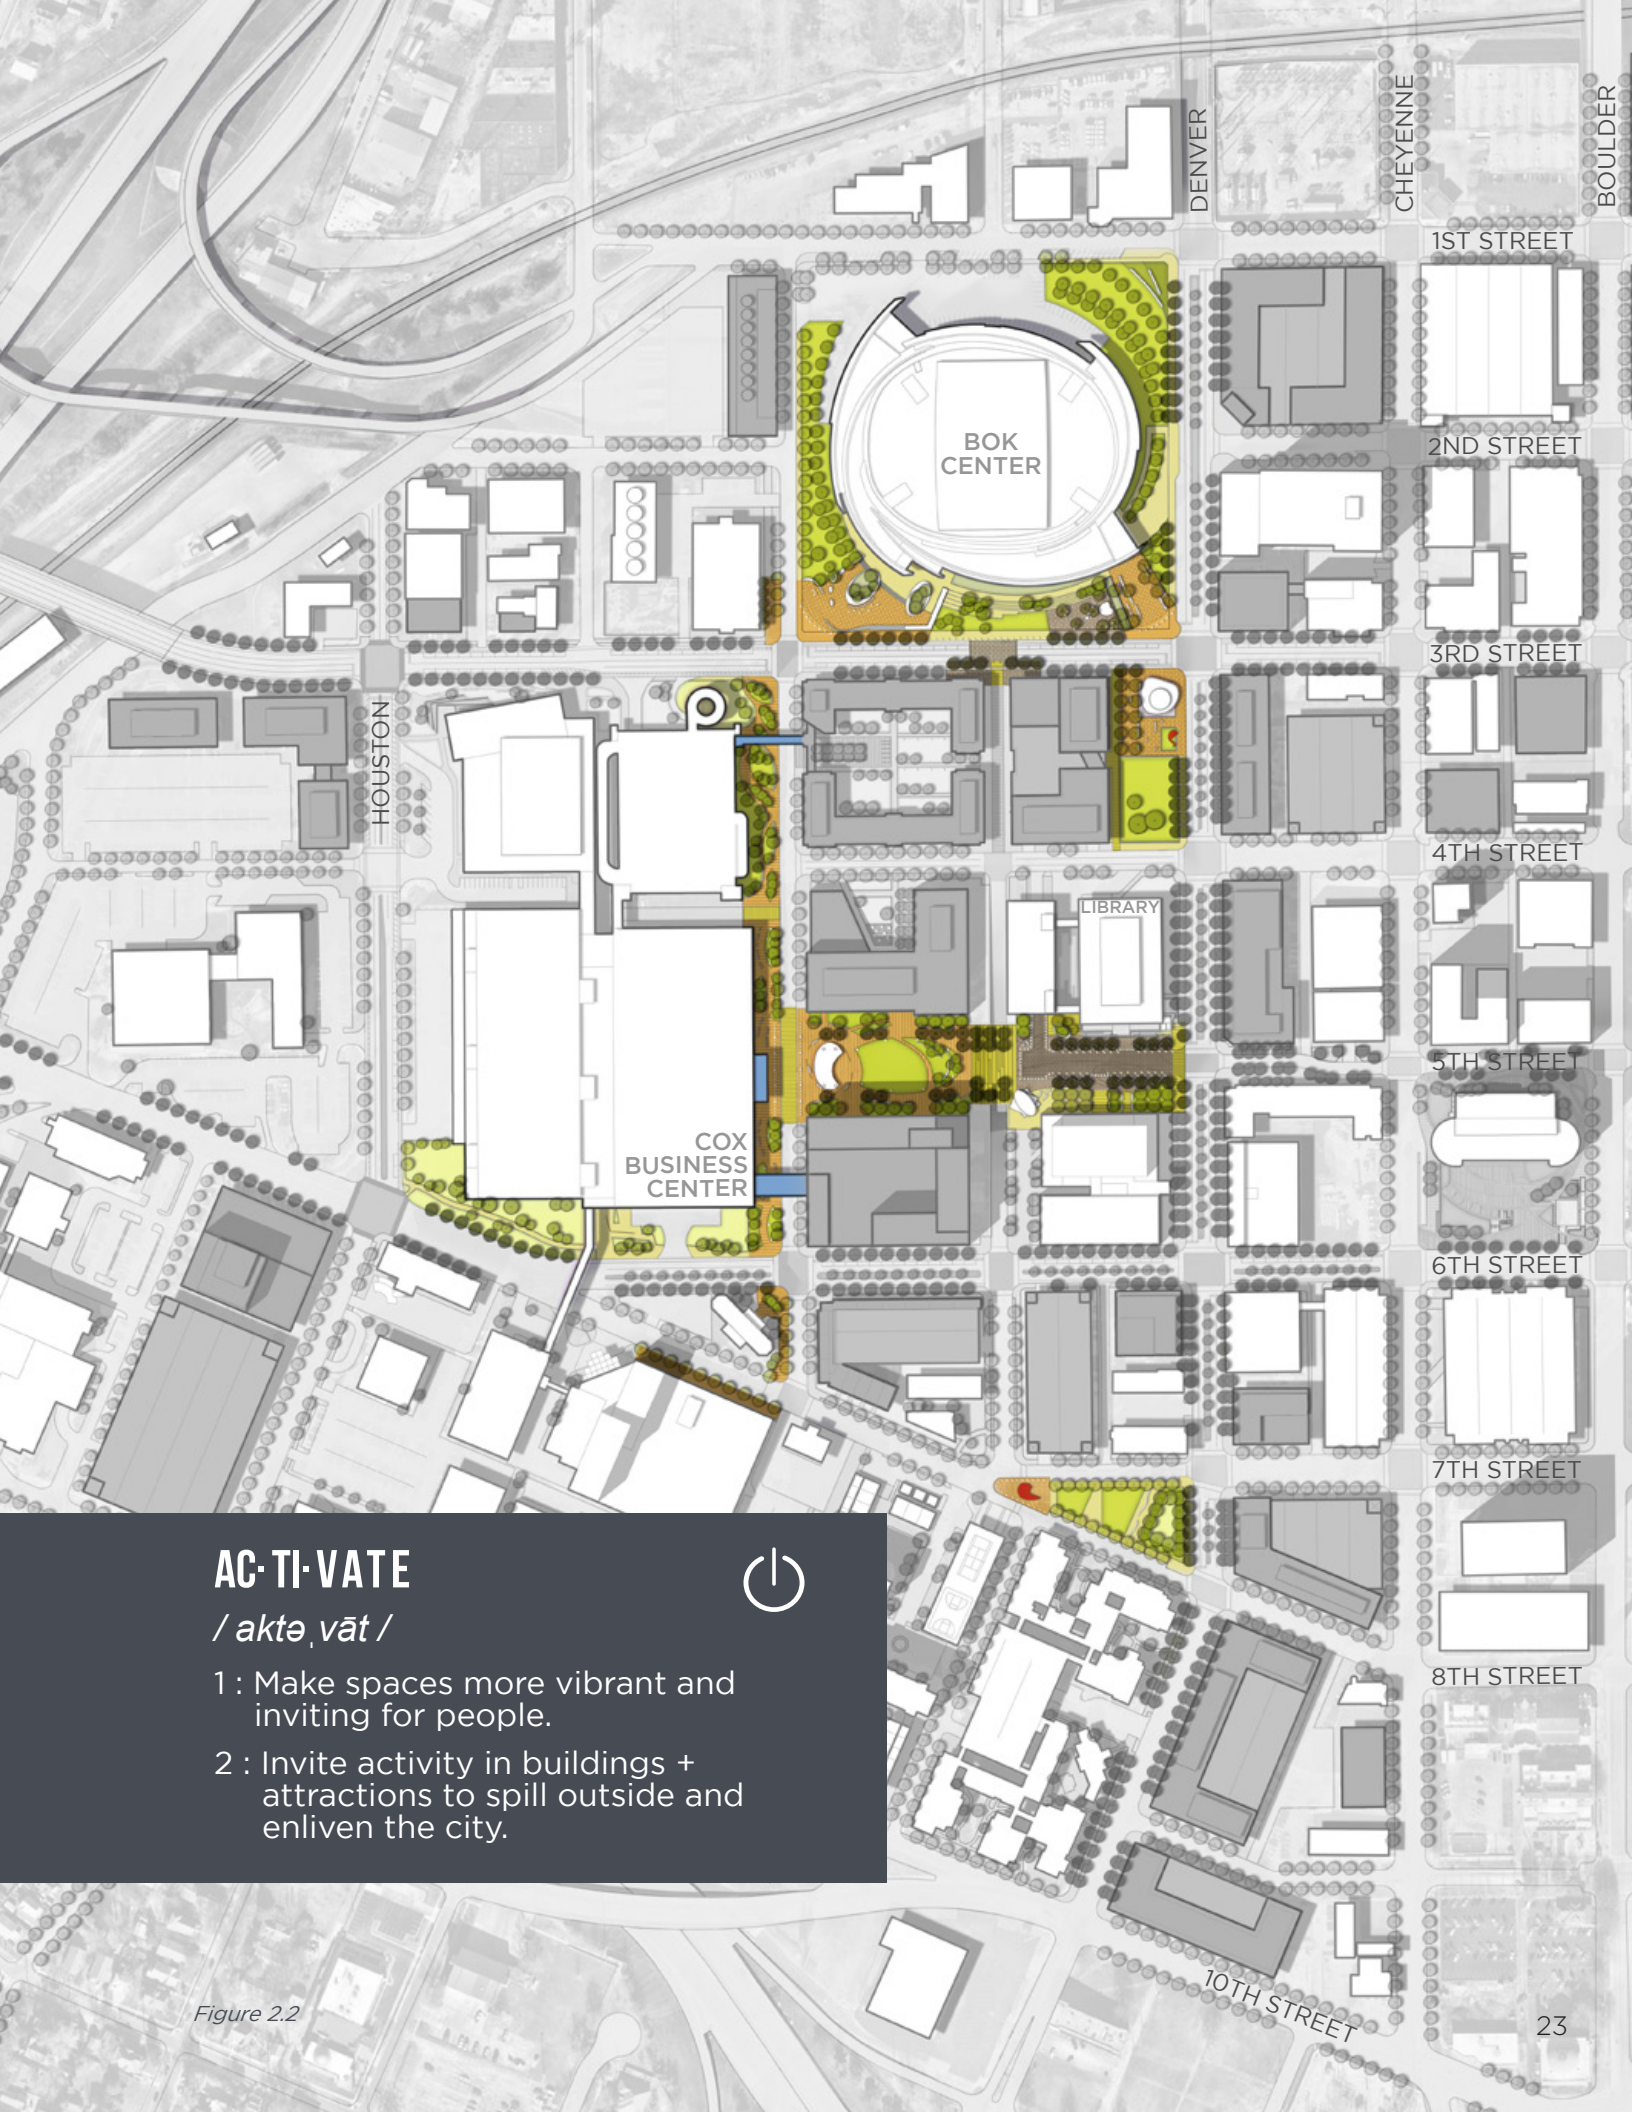 DENVER
CHEYENNE
BOULDER
1ST STREET
BOK
CENTER
2ND STREET
3RD STREET
HOUSTON
4TH STREET
LIBRARY
5TH STREET
COX
BUSINESS
CENTER
6TH STREET
7TH STREET
AC·TI·VATE
/ aktəˌvāt /
1 : Make spaces more vibrant and
inviting for people.
2 : Invite activity in buildings +
attractions to spill outside and
enliven the city.
8TH STREET
10TH STREET
Figure 2.2
23